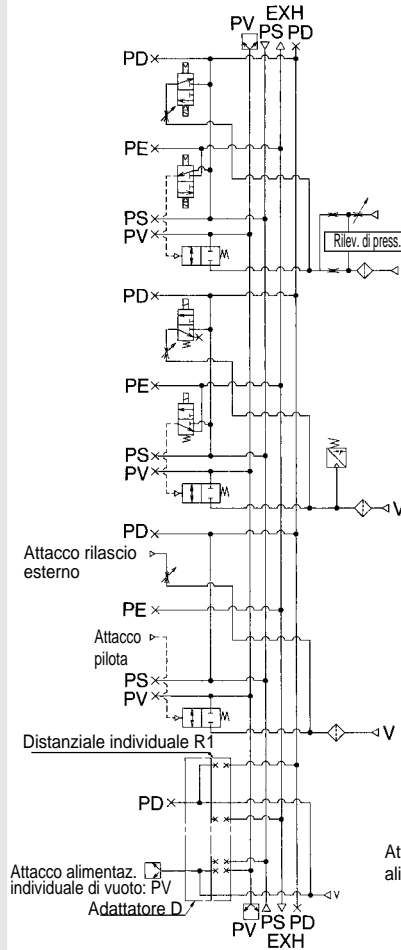 EXH
PV PS PD
PD
PE
PS
PV
Rilev. di press.
PD
PE
PS
PV
V
PD
Attacco rilascio
esterno
PE
Attacco
pilota
PS
PV
V
Distanziale individuale R1
PD
Attacco alimentaz.
individuale di vuoto: PV
V
Adattatore D
PV PS PD
EXH
At
ali